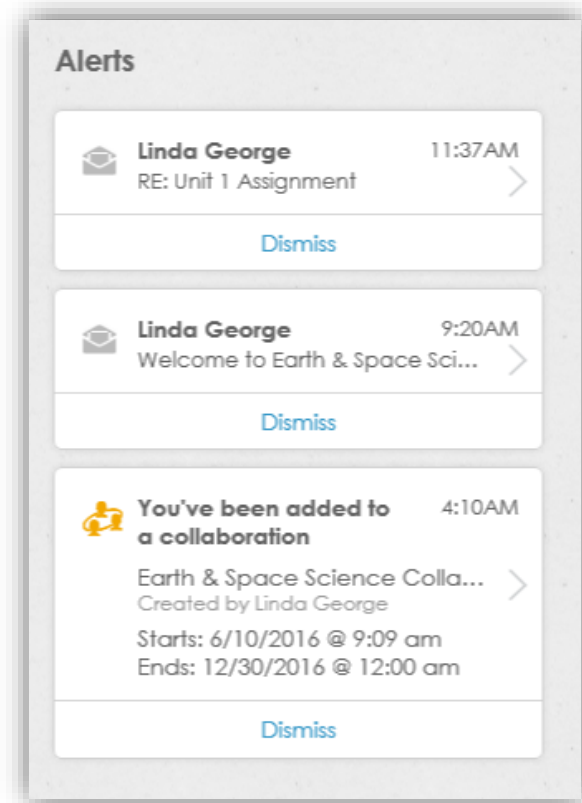 Alerts
Linda George 11:37AM
RE: Unit 1 Assignment
Dismiss
Linda George 9:20AM
Welcome to Earth & Space Sci...
Dismiss
You've been added to 4:10AM
a collaboration
Earth & Space Science Colla...
Created by Linda George
Starts: 6/10/2016 @ 9:09 am
Ends: 12/30/2016 @ 12:00 am
Dismiss